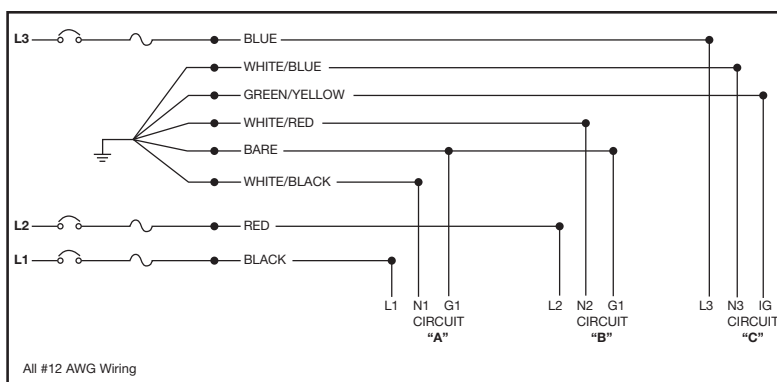 L3 BLUE
WHITE/BLUE
GREEN/YELLOW
WHITE/RED
BARE
WHITE/BLACK
L2 RED
L1 BLACK
L1 N1 G1 L2 N2 G1 L3 N3 IG
CIRCUIT CIRCUIT CIRCUIT
“A” “B” “C”
All #12 AWG Wiring